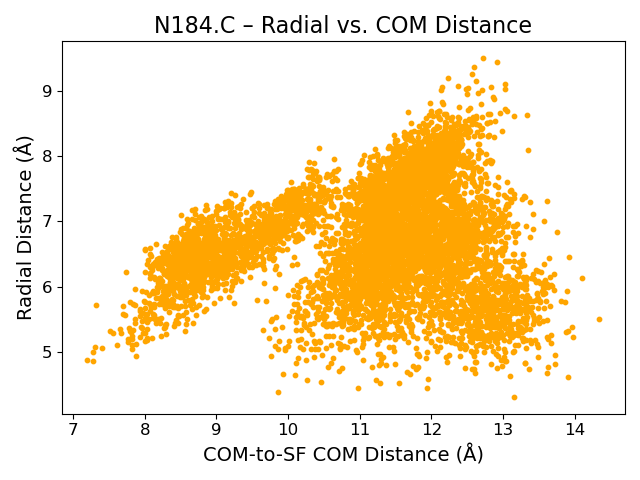 N184.C – Radial vs. COM Distance
Radial Distance (Å)
9
8
7
6
5
7 8 9 10 11 12 13 14
COM-to-SF COM Distance (Å)